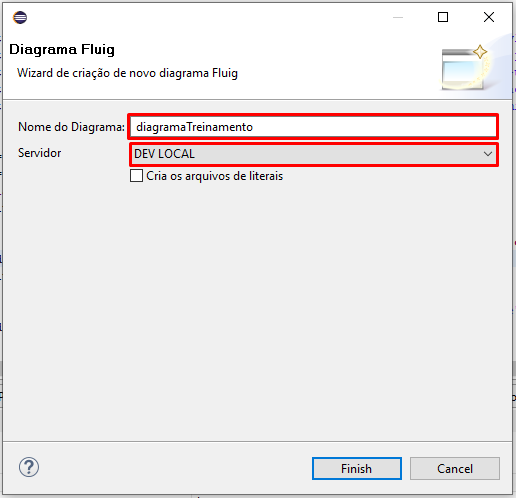 Diagrama Fluig
Wizard de criação de novo diagrama Fluig
Nome do Diagrama: diagramaTreinamento
Servidor DEV LOCAL
Cria os arquivos de literais
Finish Cancel